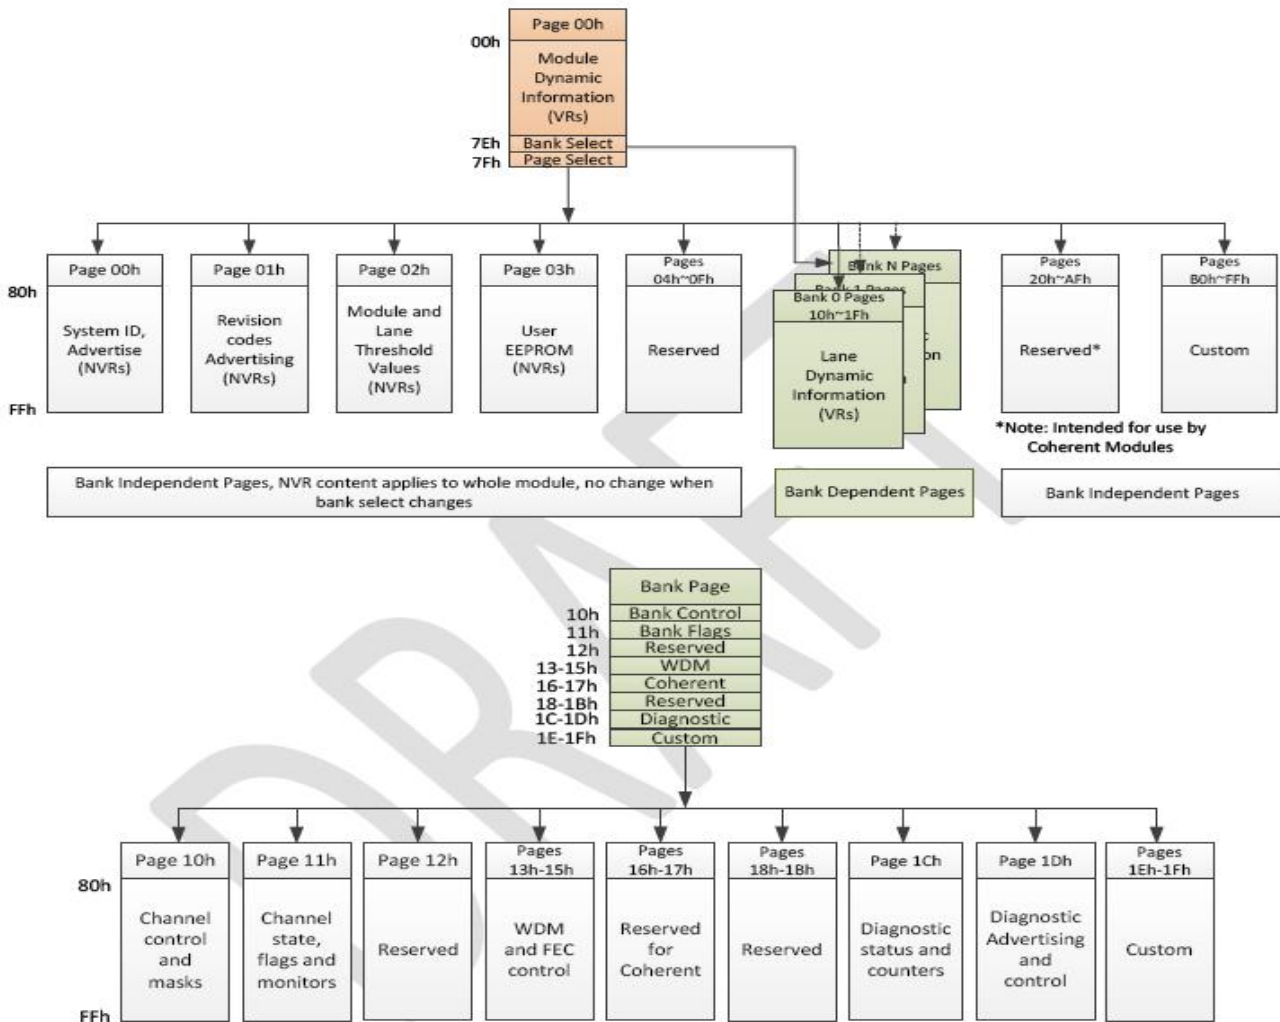 Page 00h
00h
Module
Dynamic
Information
(VRs)
7Eh
Bank Select
7Fh
Page Select
Page 00h
Page 01h
Page 02h
Page 03h
Pages
04h~0Fh
Bank N Pages
Bank 1 Pages
Bank 0 Pages
10h~1Fh
Pages
20h~AFh
Pages
B0h~FFh
80h
System ID,
Advertise
(NVRs)
Revision
codes
Advertising
(NVRs)
Module and
Lane
Threshold
Values
(NVRs)
User
EEPROM
(NVRs)
Reserved
Lane
Dynamic
Information
(VRs)
Reserved*
Custom
FFh
*Note: Intended for use by
Coherent Modules
Bank Independent Pages, NVR content applies to whole module, no change when
bank select changes
Bank Dependent Pages
Bank Independent Pages
DRAFT
Bank Page
10h
Bank Control
11h
Bank Flags
12h
Reserved
13-15h
WDM
16-17h
Coherent
18-1Bh
Reserved
1C-1Dh
Diagnostic
1E-1Fh
Custom
Page 10h
Page 11h
Page 12h
Pages
13h-15h
Pages
16h-17h
Pages
18h-1Bh
Page 1Ch
Page 1Dh
Pages
1Eh-1Fh
80h
Channel
control
and
masks
Channel
state,
flags and
monitors
Reserved
WDM
and FEC
control
Reserved
for
Coherent
Reserved
Diagnostic
status and
counters
Diagnostic
Advertising
and
control
Custom
FFh